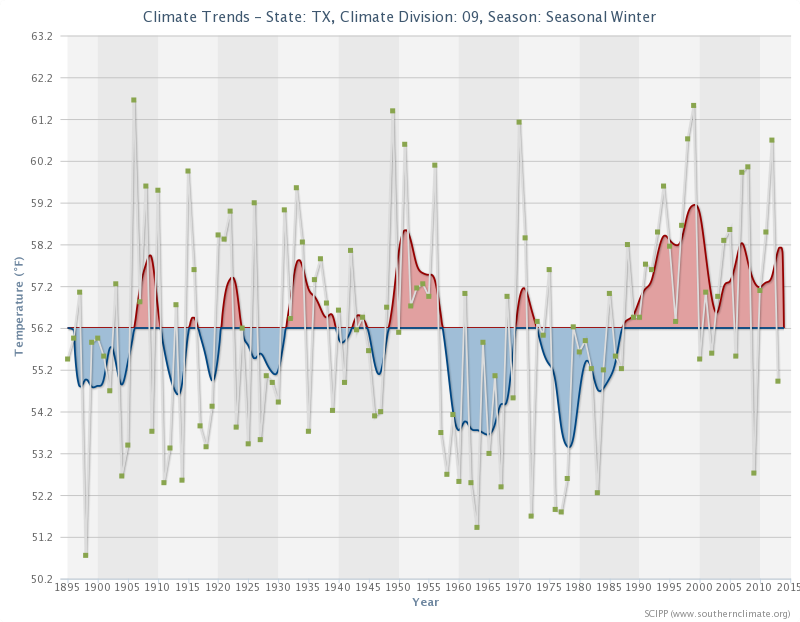 Climate Trends – State: TX, Climate Division: 09, Season: Seasonal Winter
63.2
62.2
61.2
60.2
59.2
58.2
57.2
56.2
55.2
54.2
53.2
52.2
51.2
50.2
Temperature (°F)
1895 1900 1905 1910 1915 1920 1925 1930 1935 1940 1945 1950 1955 1960 1965 1970 1975 1980 1985 1990 1995 2000 2005 2010 2015
Year
SCIPP (www.southernclimate.org)